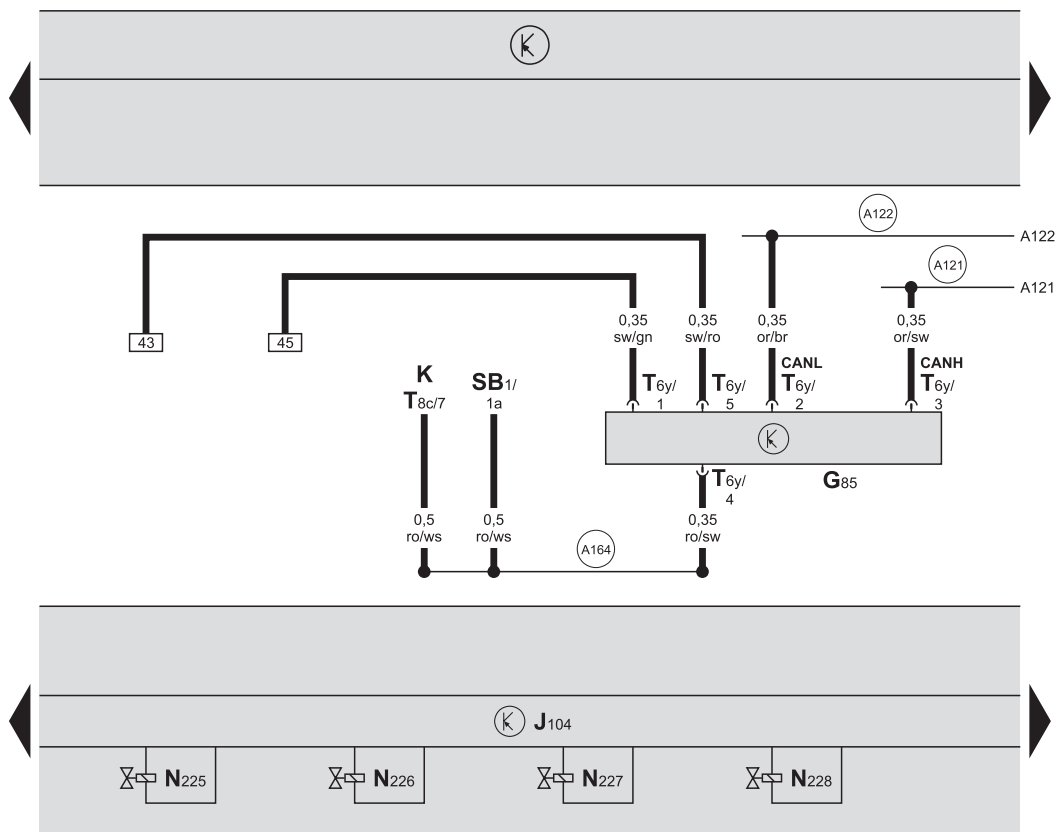 A122
A122
A121
A121
0,35
sw/gn
0,35
sw/ro
0,35
or/br
0,35
or/sw
43
45
CANL
CANH
K
T8c/7
SB1/
1a
T6y/
1
T6y/
5
T6y/
2
T6y/
3
T6y/
4
G85
0,5
ro/ws
0,5
ro/ws
0,35
ro/sw
A164
J104
N225
N226
N227
N228